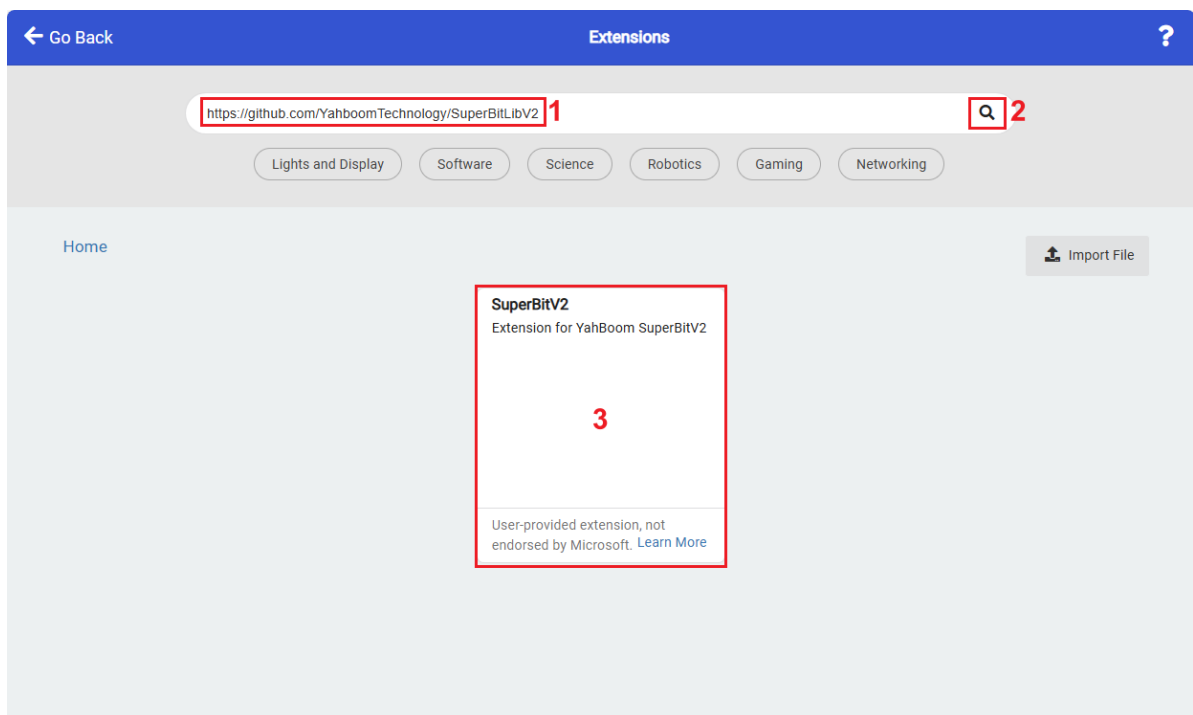 Go Back
Extensions
?
https://github.com/YahboomTechnology/SuperBitLibV2 1
2
Lights and Display
Software
Science
Robotics
Gaming
Networking
Home
Import File
SuperBitV2
Extension for YahBoom SuperBitV2
3
User-provided extension, not
endorsed by Microsoft. Learn More